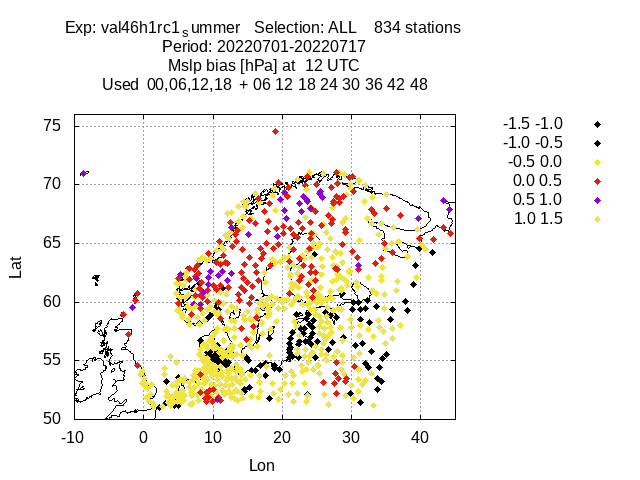 Exp: val46h1rc1summer Selection: ALL 834 stations
Period: 20220701-20220717
Mslp bias [hPa] at 12 UTC
Used 00,06,12,18 + 06 12 18 24 30 36 42 48
-1.5 -1.0
-1.0 -0.5
-0.5 0.0
0.0 0.5
0.5 1.0
1.0 1.5
75
70
65
60
55
50
Lat
-10 0 10 20 30 40
Lon